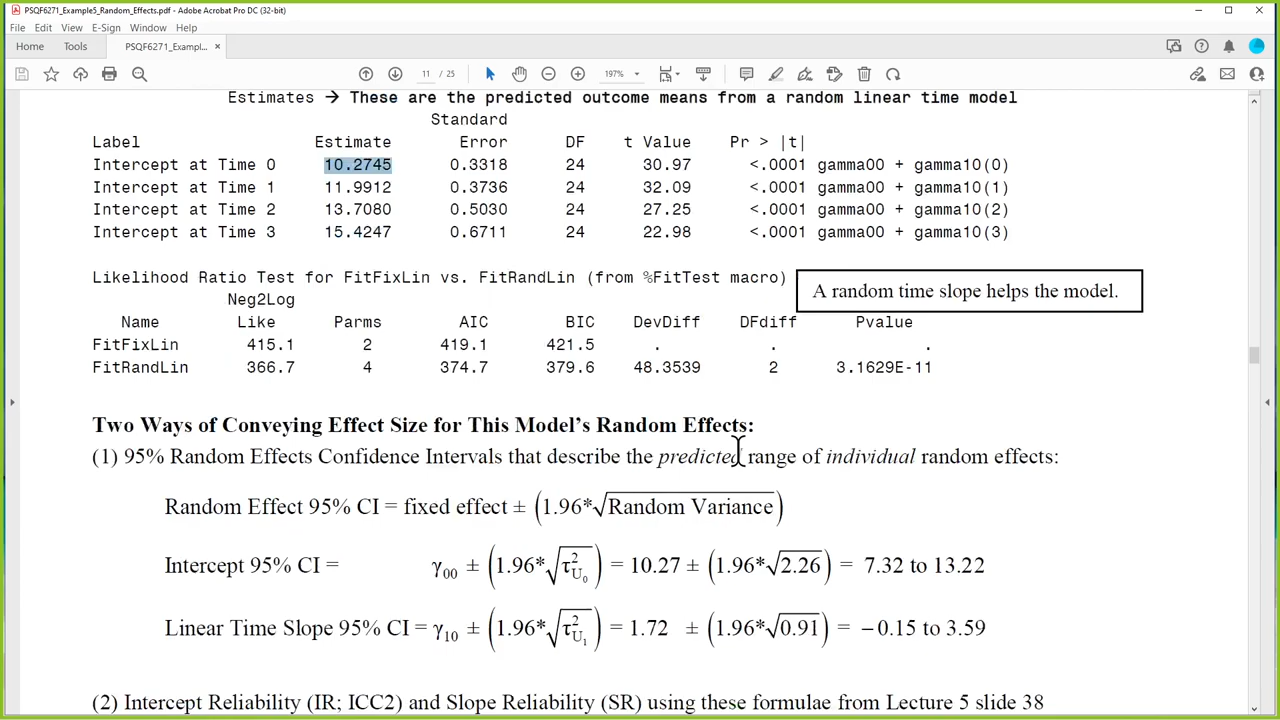 PSQF6271_Example5_Random_Effects.pdf - Adobe Acrobat Pro DC (32-bit)
File Edit View E-Sign Window Help
Home Tools PSQF6271_Exampl... ×
11 / 25 197%
Estimates → These are the predicted outcome means from a random linear time model
Standard
Label Estimate Error DF t Value Pr > |t|
Intercept at Time 0 10.2745 0.3318 24 30.97 <.0001 gamma00 + gamma10(0)
Intercept at Time 1 11.9912 0.3736 24 32.09 <.0001 gamma00 + gamma10(1)
Intercept at Time 2 13.7080 0.5030 24 27.25 <.0001 gamma00 + gamma10(2)
Intercept at Time 3 15.4247 0.6711 24 22.98 <.0001 gamma00 + gamma10(3)
Likelihood Ratio Test for FitFixLin vs. FitRandLin (from %FitTest macro)
A random time slope helps the model.
Neg2Log
Name Like Parms AIC BIC DevDiff DFdiff Pvalue
FitFixLin 415.1 2 419.1 421.5 . . .
FitRandLin 366.7 4 374.7 379.6 48.3539 2 3.1629E-11
Two Ways of Conveying Effect Size for This Model's Random Effects:
(1) 95% Random Effects Confidence Intervals that describe the predicted range of individual random effects:
Random Effect 95% CI = fixed effect ± (1.96*√Random Variance)
Intercept 95% CI = γ00 ± (1.96*√τ²U0) = 10.27 ± (1.96*√2.26) = 7.32 to 13.22
Linear Time Slope 95% CI = γ10 ± (1.96*√τ²U1) = 1.72 ± (1.96*√0.91) = −0.15 to 3.59
(2) Intercept Reliability (IR; ICC2) and Slope Reliability (SR) using these formulae from Lecture 5 slide 38